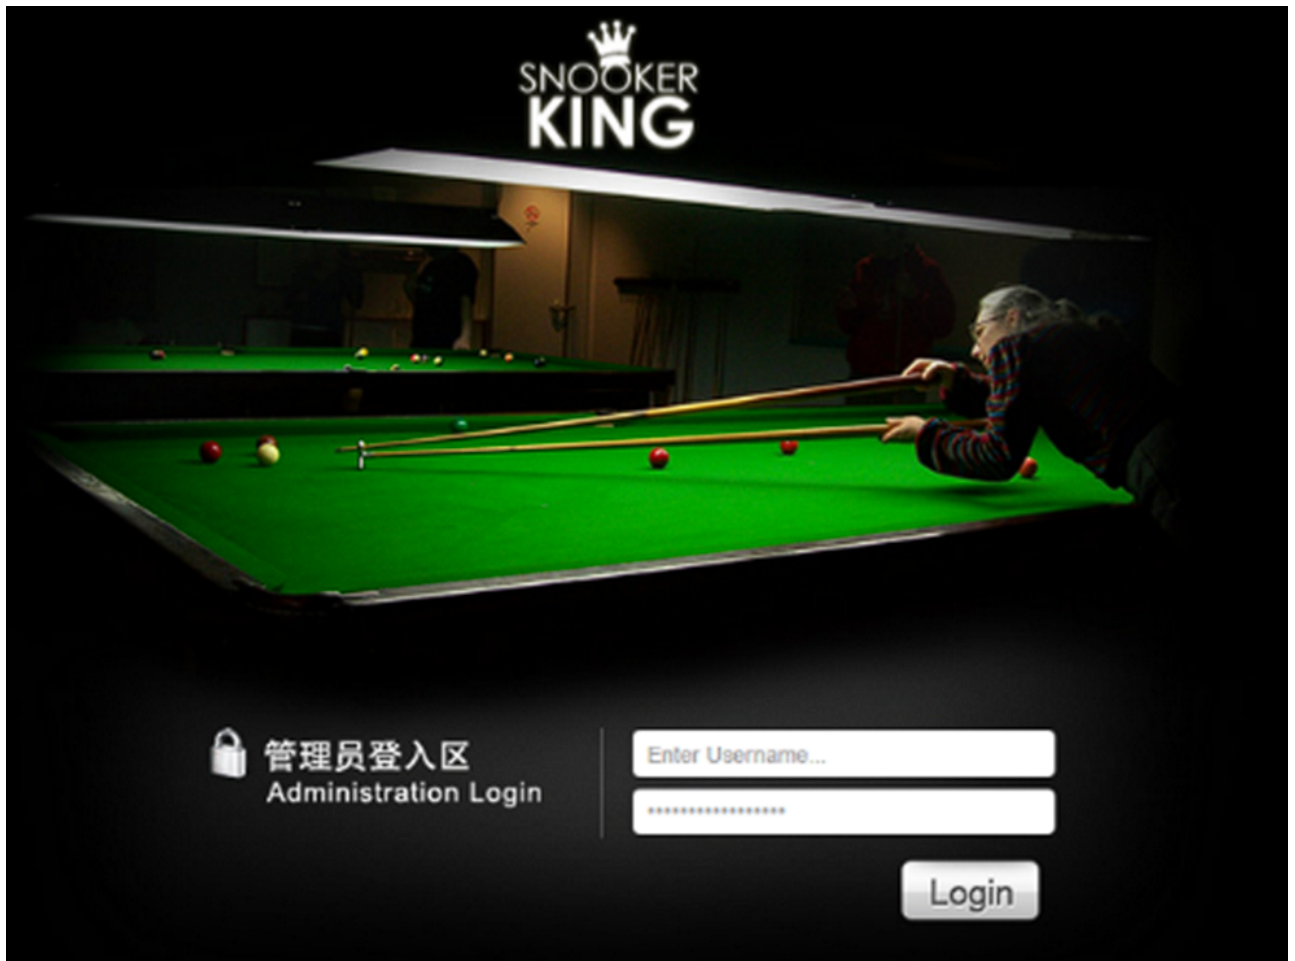 SNOOKER
KING
管理员登入区
Administration Login
Enter Username...
•••••••••••••••••
Login